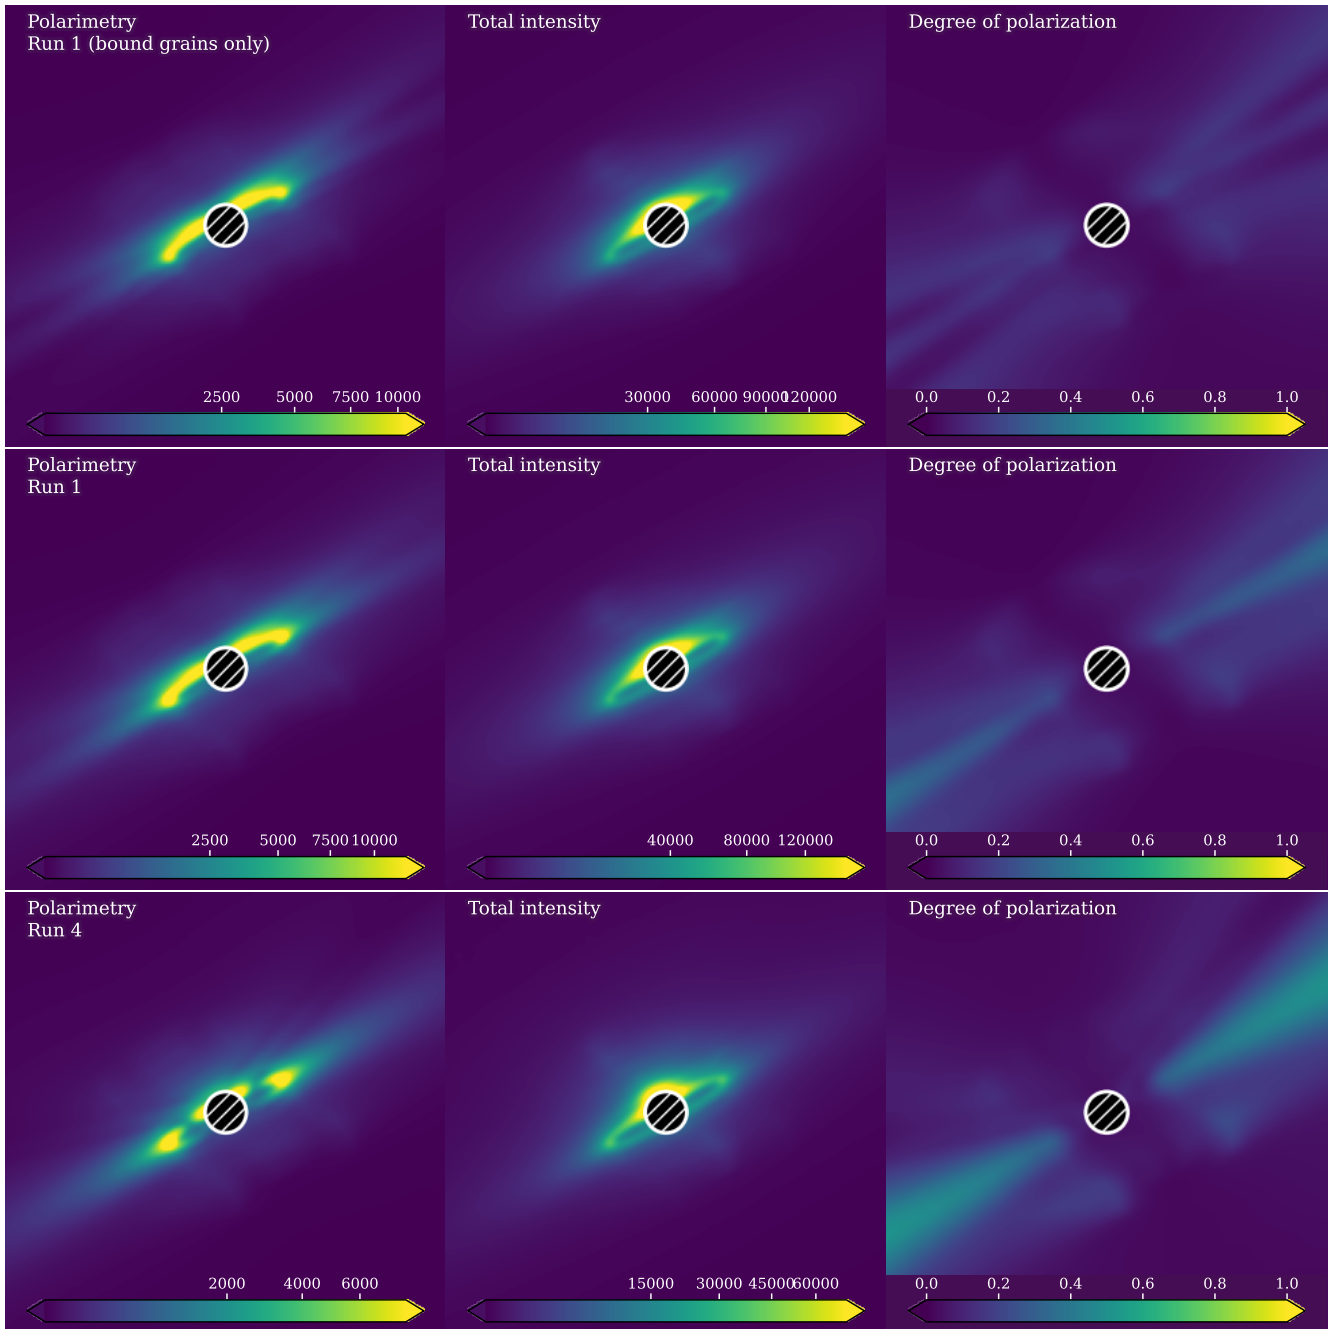 Polarimetry
Run 1 (bound grains only)
Total intensity
Degree of polarization
2500 5000 7500 10000
30000 60000 90000 120000
0.0 0.2 0.4 0.6 0.8 1.0
Polarimetry
Run 1
Total intensity
Degree of polarization
2500 5000 7500 10000
40000 80000 120000
0.0 0.2 0.4 0.6 0.8 1.0
Polarimetry
Run 4
Total intensity
Degree of polarization
2000 4000 6000
15000 30000 45000 60000
0.0 0.2 0.4 0.6 0.8 1.0